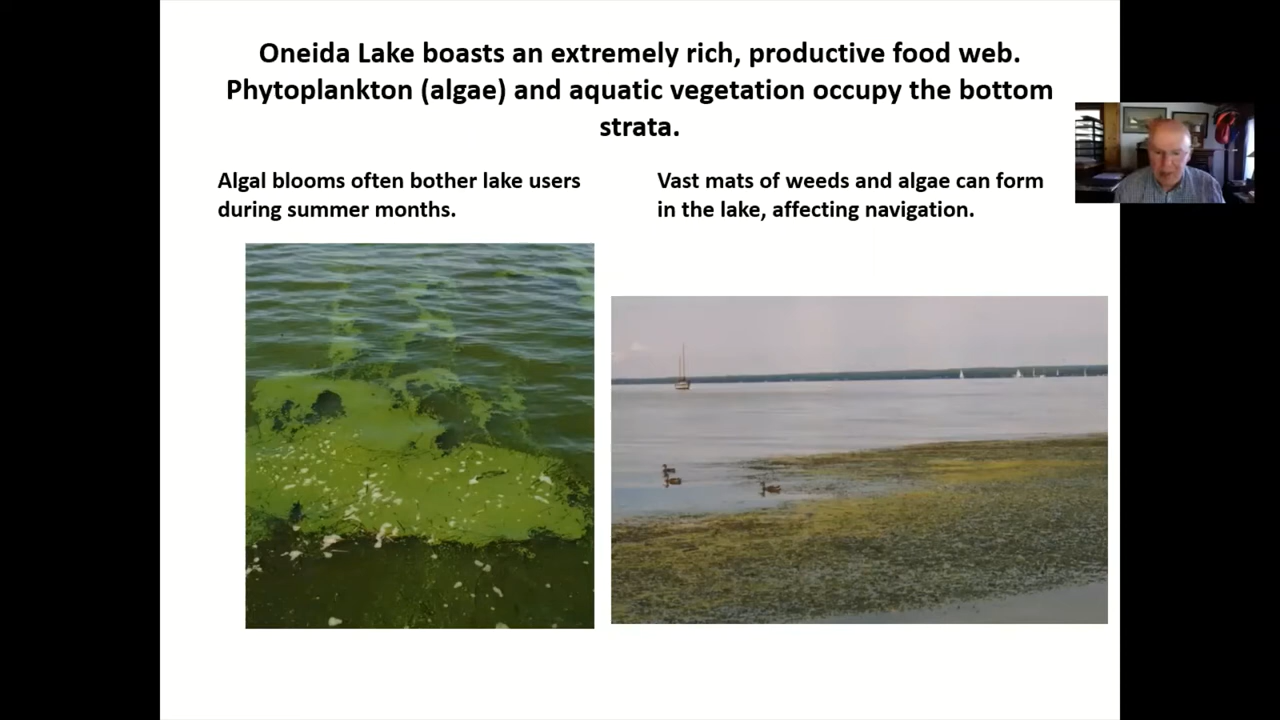 Oneida Lake boasts an extremely rich, productive food web.
Phytoplankton (algae) and aquatic vegetation occupy the bottom
strata.
Algal blooms often bother lake users
during summer months.
Vast mats of weeds and algae can form
in the lake, affecting navigation.